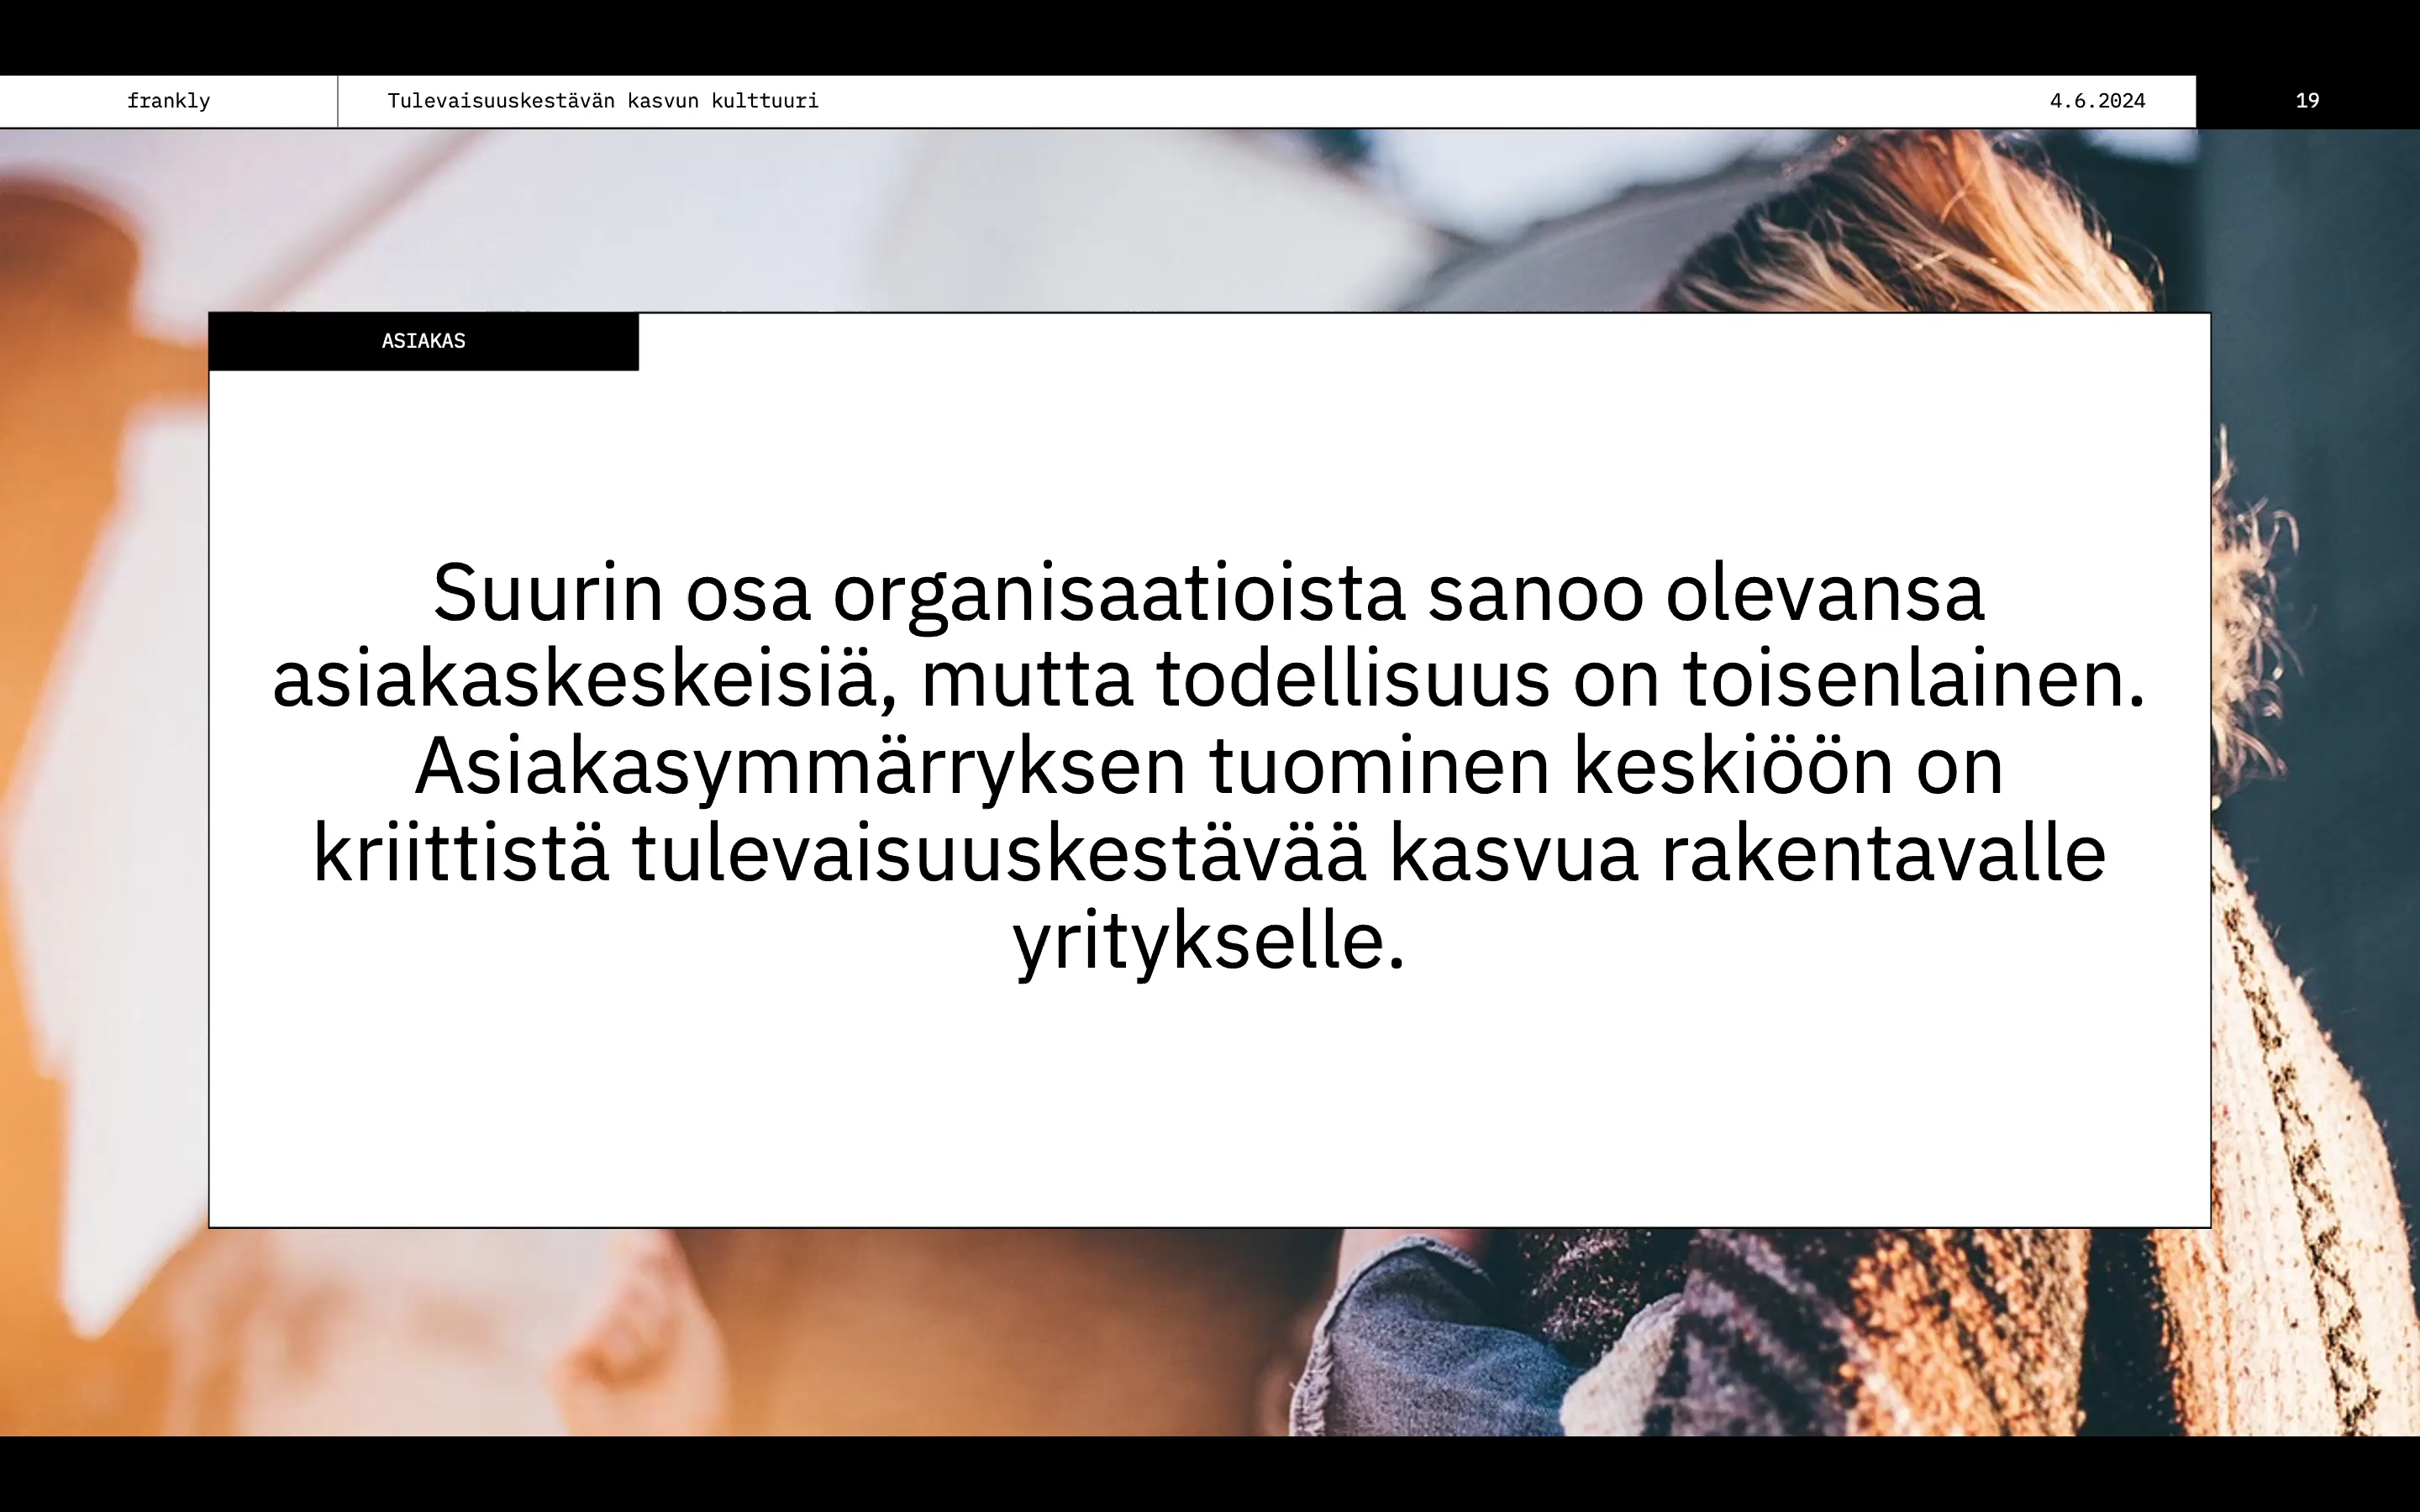 frankly
Tulevaisuuskestävän kasvun kulttuuri
4.6.2024
19
ASIAKAS
Suurin osa organisaatioista sanoo olevansa
asiakaskeskeisiä, mutta todellisuus on toisenlainen.
Asiakasymmärryksen tuominen keskiöön on
kriittistä tulevaisuuskestävää kasvua rakentavalle
yritykselle.